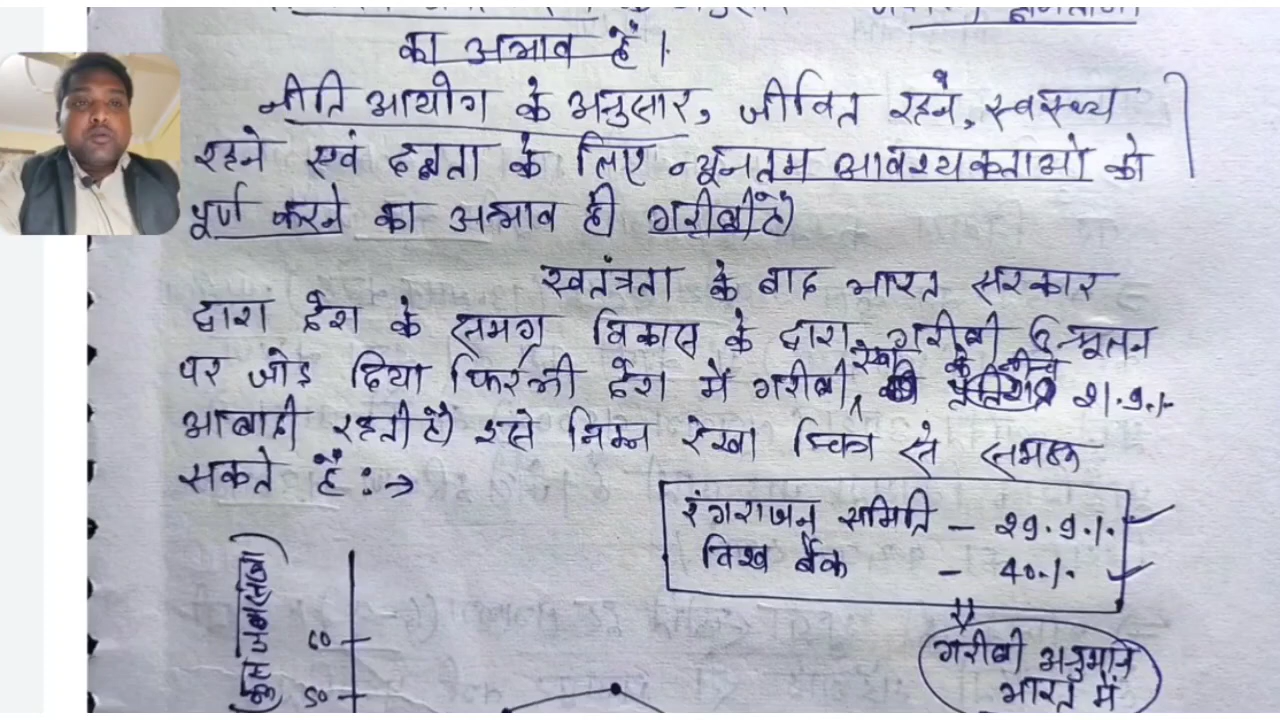 का अभाव है।
नीति आयोग के अनुसार, जीवित रहने, स्वस्थ्य
रहने एवं दक्षता के लिए न्यूनतम आवश्यकताओं को
पूर्ण करने का अभाव ही गरीबी है।
स्वतंत्रता के बाद भारत सरकार
द्वारा देश के समग्र विकास के द्वारा गरीबी उन्मूलन
पर जोड़ दिया फिर भी देश में गरीबी रेखा के नीचे 21.9%
आबादी रहती है। इसे निम्न रेखा चित्र से समझ
सकते हैं :→
रंगराजन समिति - 29.9% ✓
विश्व बैंक - 40% ✓
गरीबी अनुमान
भारत में
60
50